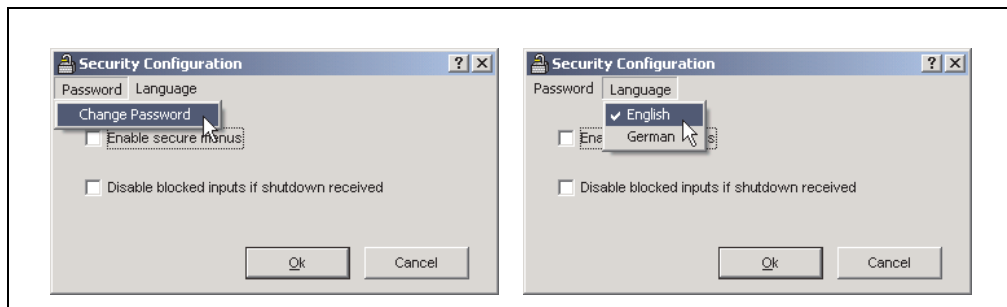 Security Configuration
Password Language
Change Password
Enable secure menus
Disable blocked inputs if shutdown received
Ok Cancel
Security Configuration
Password Language
English
German
Disable blocked inputs if shutdown received
Ok Cancel